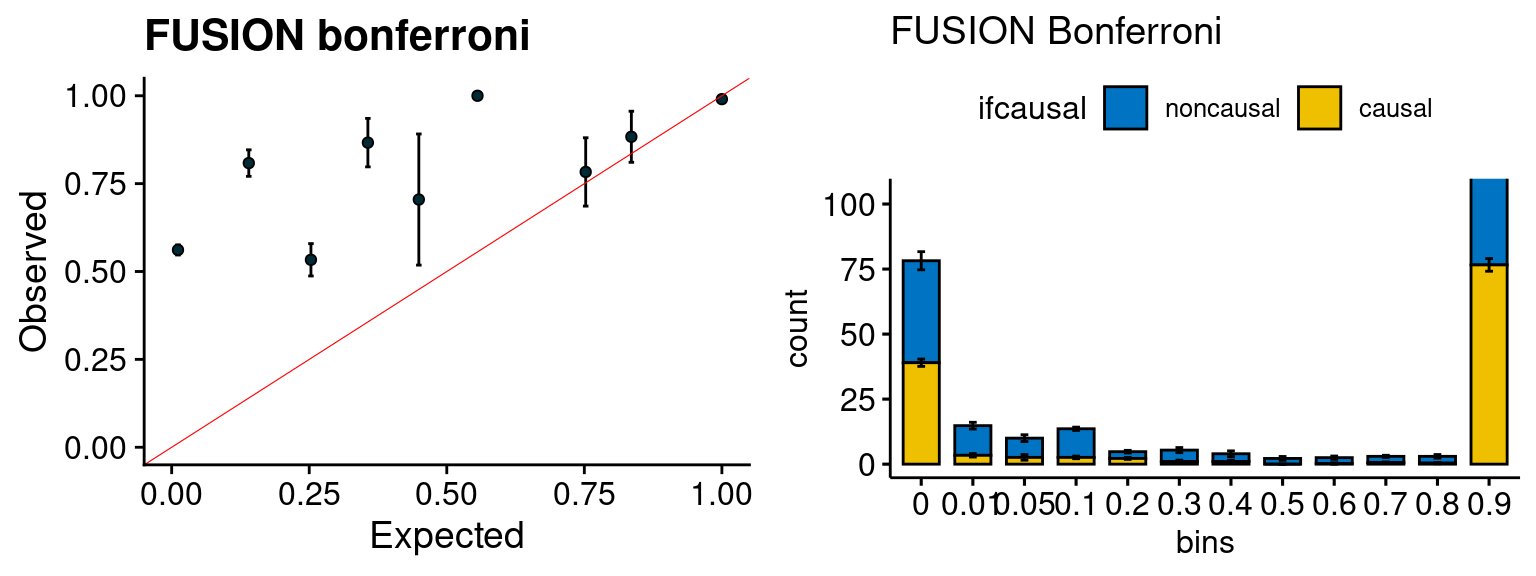 FUSION bonferroni
Observed
1.00
0.75
0.50
0.25
0.00
0.00 0.25 0.50 0.75 1.00
Expected
FUSION Bonferroni
ifcausal noncausal causal
count
100
75
50
25
0
0 0.01 0.05 0.1 0.2 0.3 0.4 0.5 0.6 0.7 0.8 0.9
bins